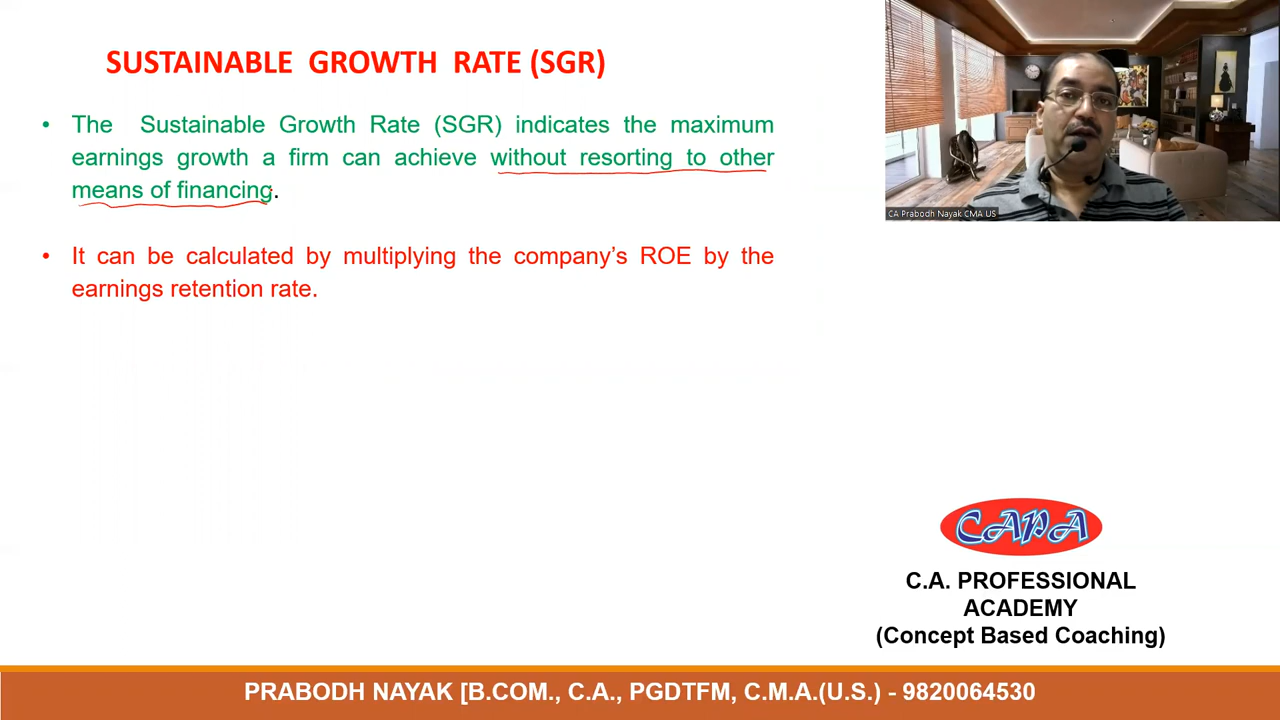 SUSTAINABLE GROWTH RATE (SGR)
• The Sustainable Growth Rate (SGR) indicates the maximum
earnings growth a firm can achieve without resorting to other
means of financing.
• It can be calculated by multiplying the company’s ROE by the
earnings retention rate.
CA Prabodh Nayak CMA US
CAPA
C.A. PROFESSIONAL
ACADEMY
(Concept Based Coaching)
PRABODH NAYAK [B.COM., C.A., PGDTFM, C.M.A.(U.S.) - 9820064530